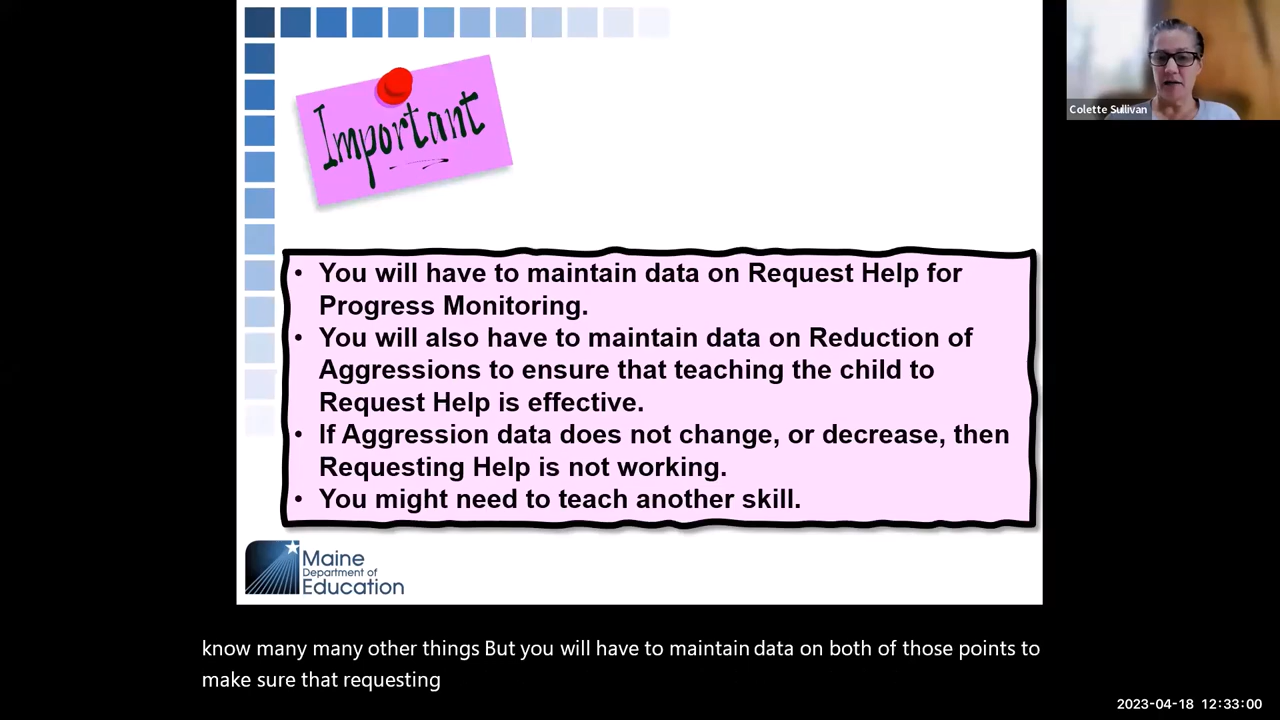 Important
Colette Sullivan
• You will have to maintain data on Request Help for
Progress Monitoring.
• You will also have to maintain data on Reduction of
Aggressions to ensure that teaching the child to
Request Help is effective.
• If Aggression data does not change, or decrease, then
Requesting Help is not working.
• You might need to teach another skill.
Maine
Department of
Education
know many many other things But you will have to maintain data on both of those points to
make sure that requesting
2023-04-18 12:33:00